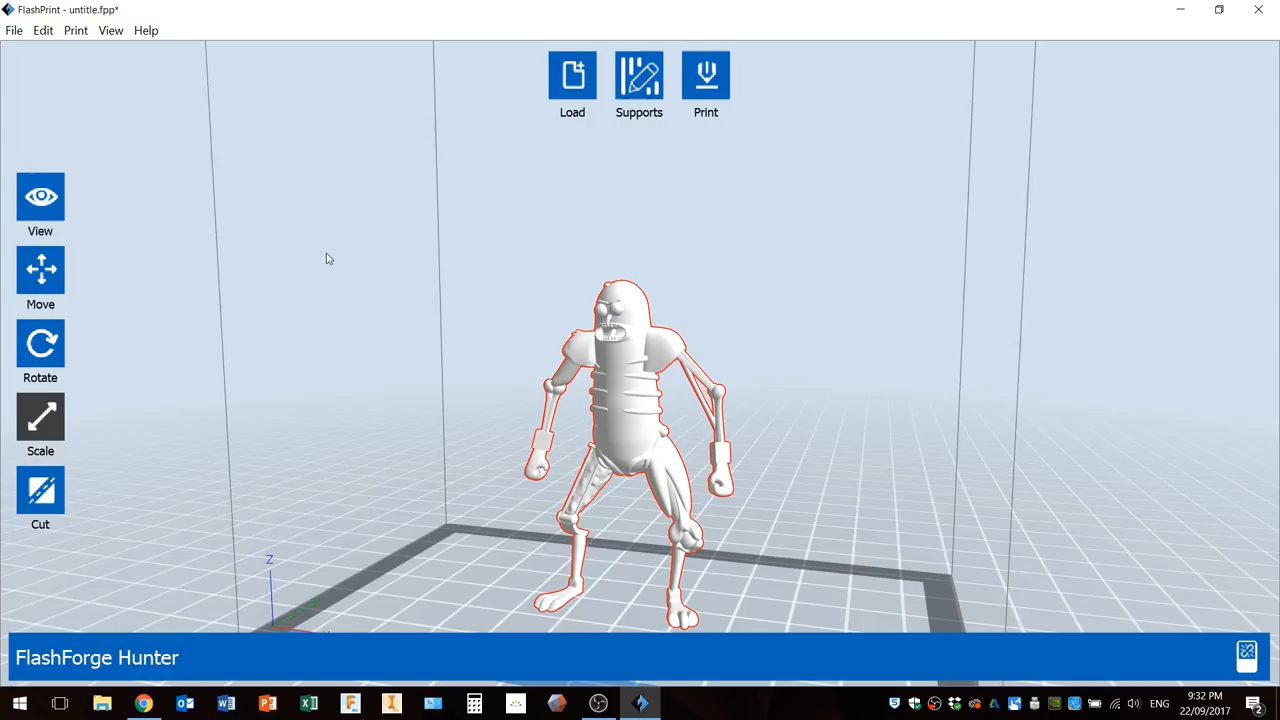 FlashPrint - untitle.fpp*
File Edit Print View Help
Load Supports Print
View
Move
Rotate
Scale
Cut
Z
FlashForge Hunter
ENG
9:32 PM
22/09/2017
2